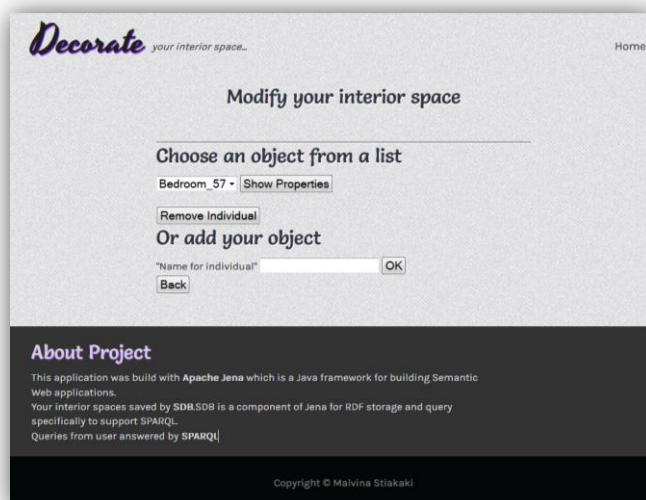 Decorate your interior space... Home
Modify your interior space
Choose an object from a list
Bedroom_57 Show Properties
Remove Individual
Or add your object
"Name for individual" OK
Back
About Project
This application was build with Apache Jena which is a Java framework for building Semantic
Web applications.
Your interior spaces saved by SDB.SDB is a component of Jena for RDF storage and query
specifically to support SPARQL.
Queries from user answered by SPARQL
Copyright © Malvina Stiakaki